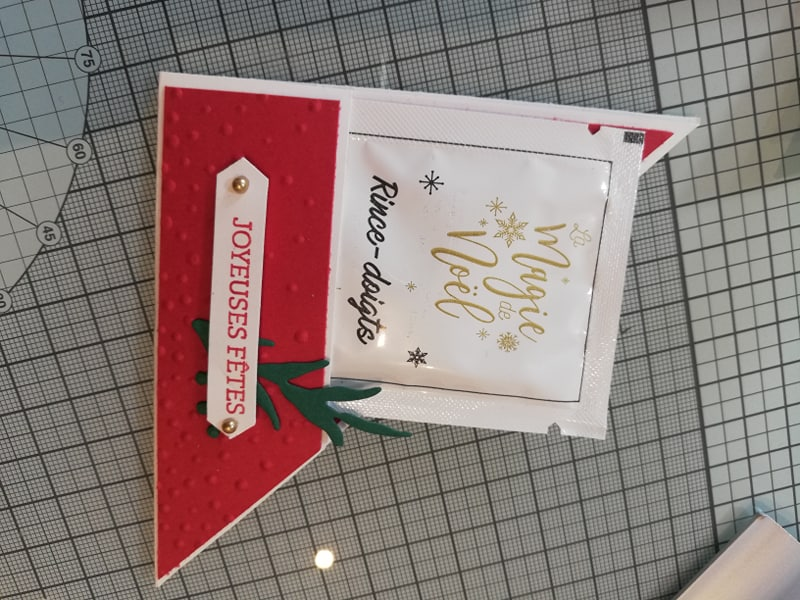 La
Magie
de
Noël
Rince-doigts
JOYEUSES FÊTES
75
60
45